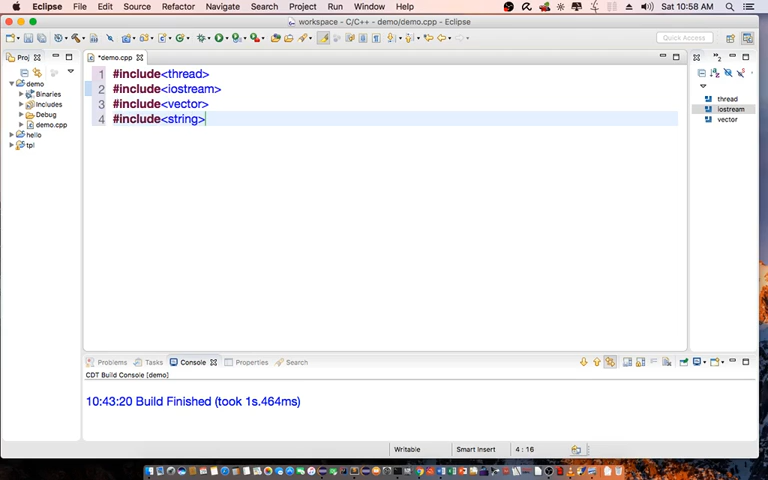 Eclipse File Edit Source Refactor Navigate Search Project Run Window Help Sat 10:58 AM
workspace - C/C++ - demo/demo.cpp - Eclipse
Quick Access
Proj
*demo.cpp
2
demo
Binaries
Includes
Debug
demo.cpp
hello
tpl
1 #include<thread>
2 #include<iostream>
3 #include<vector>
4 #include<string>
thread
iostream
vector
Problems Tasks Console Properties Search
CDT Build Console [demo]
10:43:20 Build Finished (took 1s.464ms)
Writable Smart Insert 4 : 16